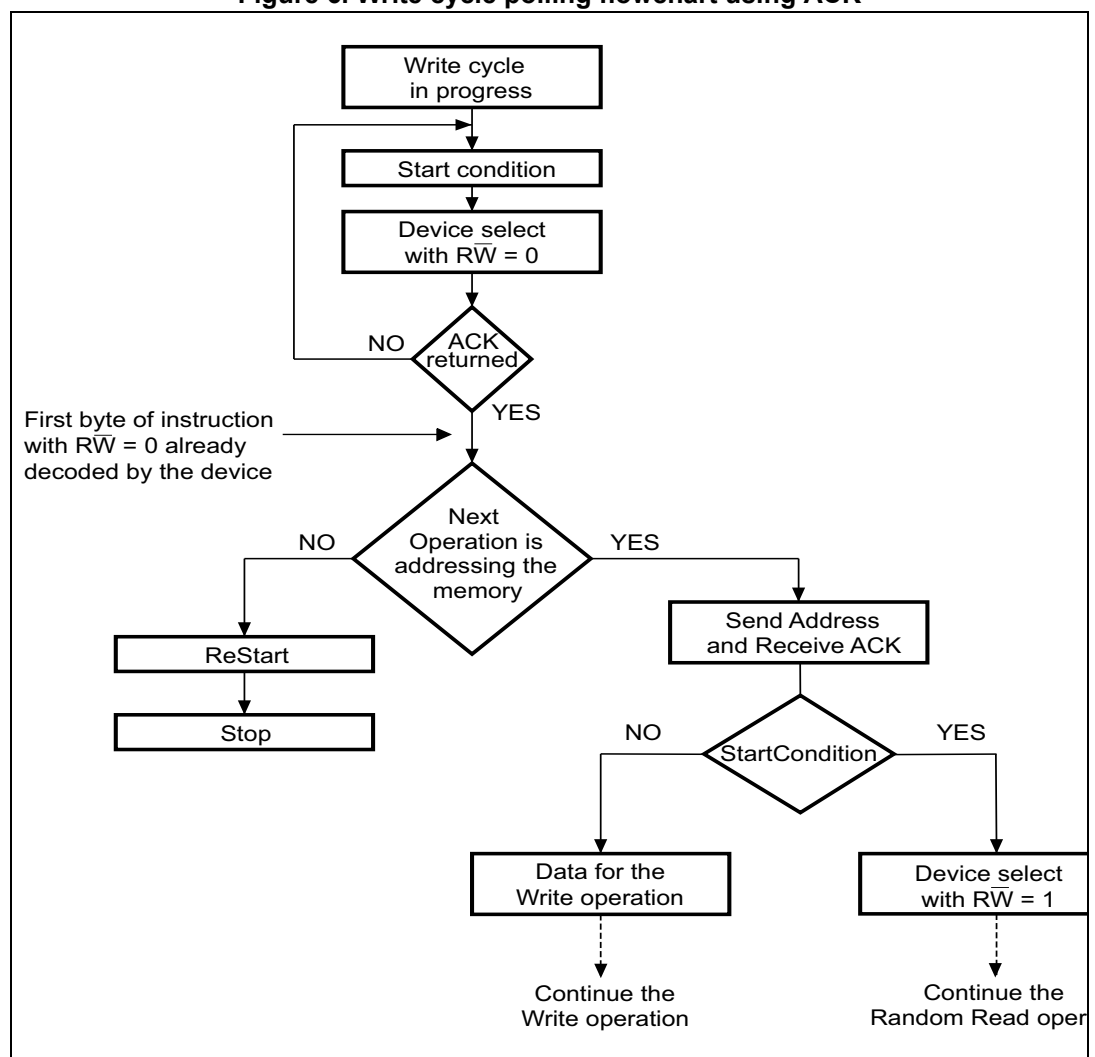 Figure 6. Write cycle polling flowchart using ACK
Write cycle
in progress
Start condition
Device select
with RW̅ = 0
NO
ACK
returned
YES
First byte of instruction
with RW̅ = 0 already
decoded by the device
Next
Operation is
addressing the
memory
NO
YES
Send Address
and Receive ACK
ReStart
Stop
NO
StartCondition
YES
Data for the
Write operation
Device select
with RW̅ = 1
Continue the
Write operation
Continue the
Random Read oper